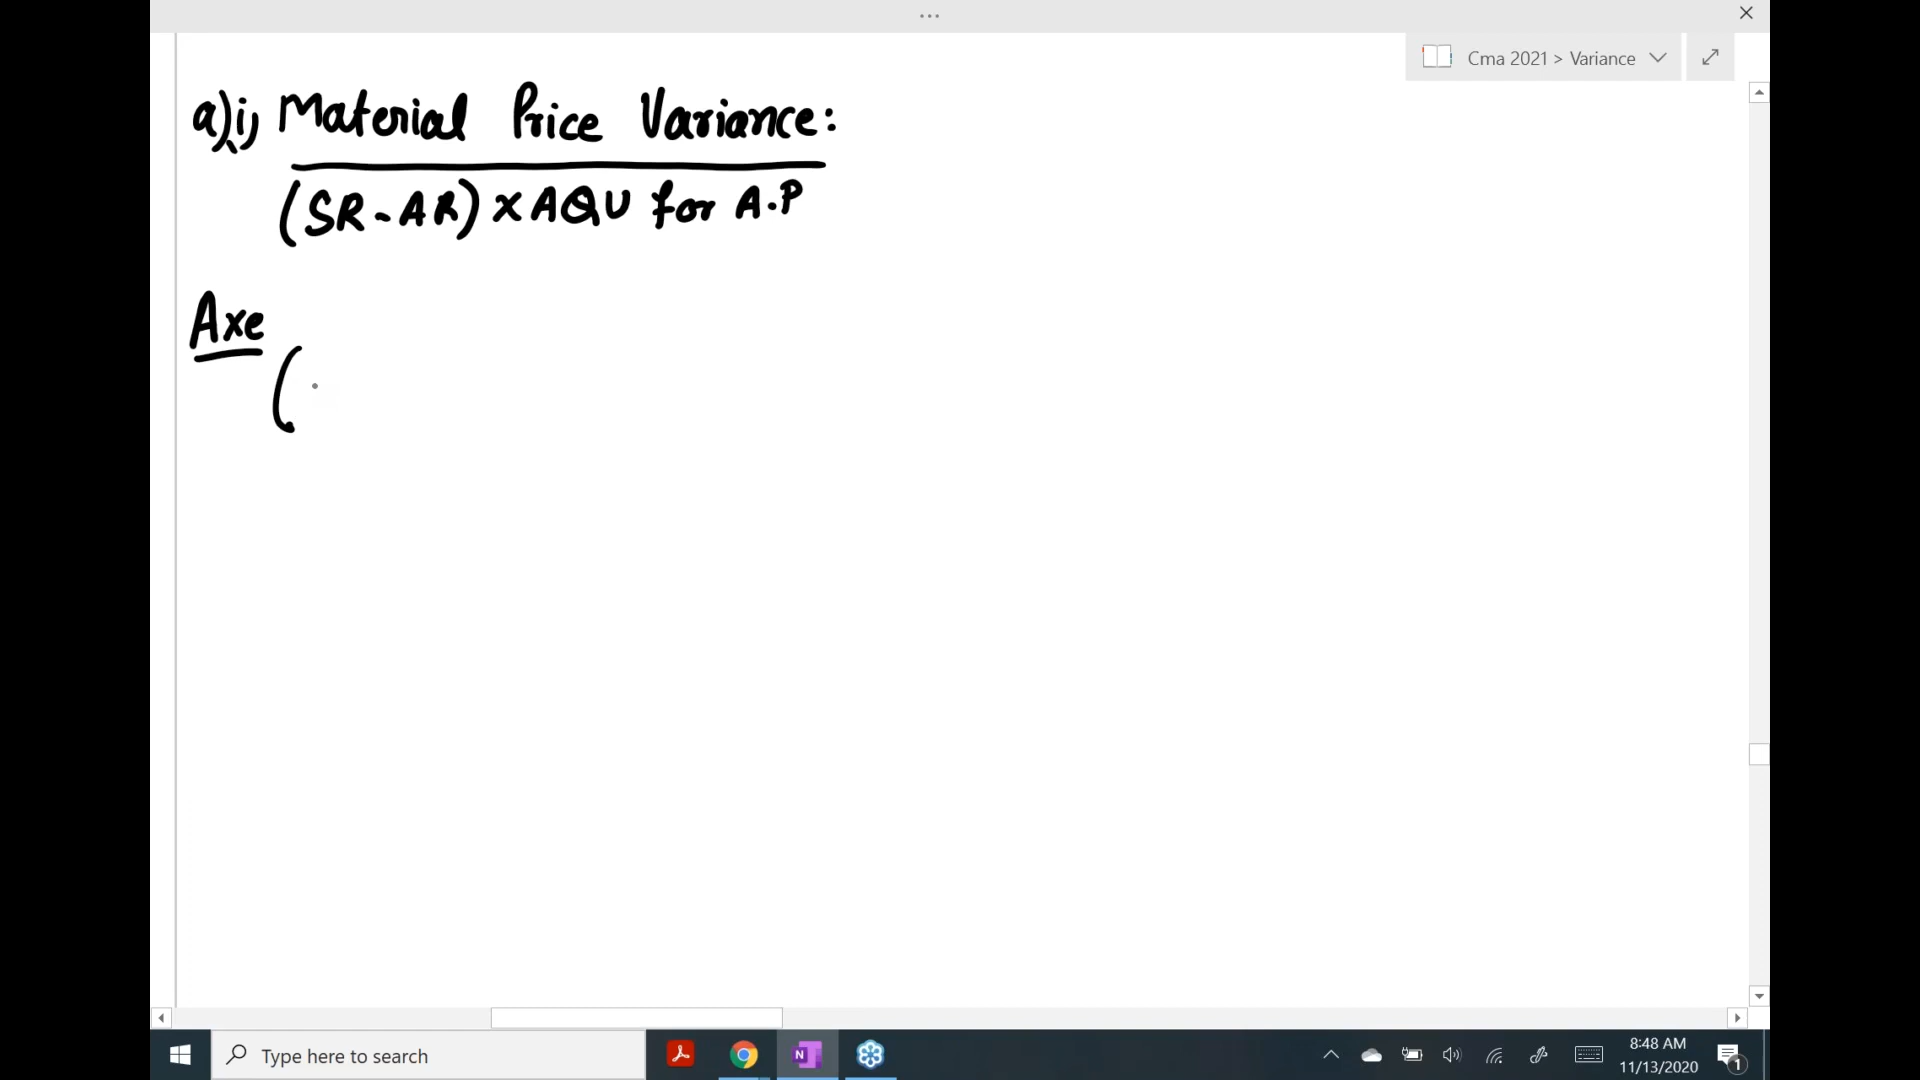 Cma 2021 > Variance
a)i) Material Price Variance:
(SR-AR) x AQU for A.P
Axe
(
Type here to search
N
8:48 AM
11/13/2020
1